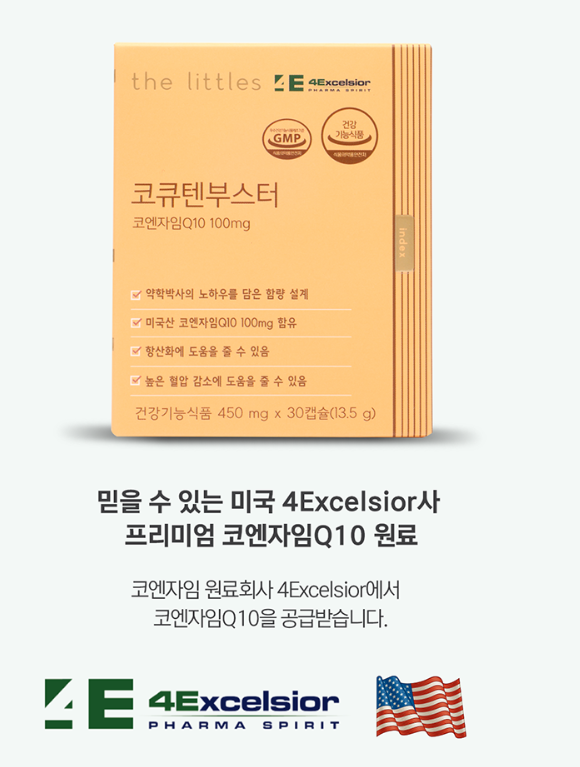 the littles 4E 4Excelsior
PHARMA SPIRIT
GMP
건강
기능식품
코큐텐부스터
코엔자임Q10 100mg
index
약학박사의 노하우를 담은 함량 설계
미국산 코엔자임Q10 100mg 함유
항산화에 도움을 줄 수 있음
높은 혈압 감소에 도움을 줄 수 있음
건강기능식품 450 mg x 30캡슐(13.5 g)
믿을 수 있는 미국 4Excelsior사
프리미엄 코엔자임Q10 원료
코엔자임 원료회사 4Excelsior에서
코엔자임Q10을 공급받습니다.
4E 4Excelsior
PHARMA SPIRIT